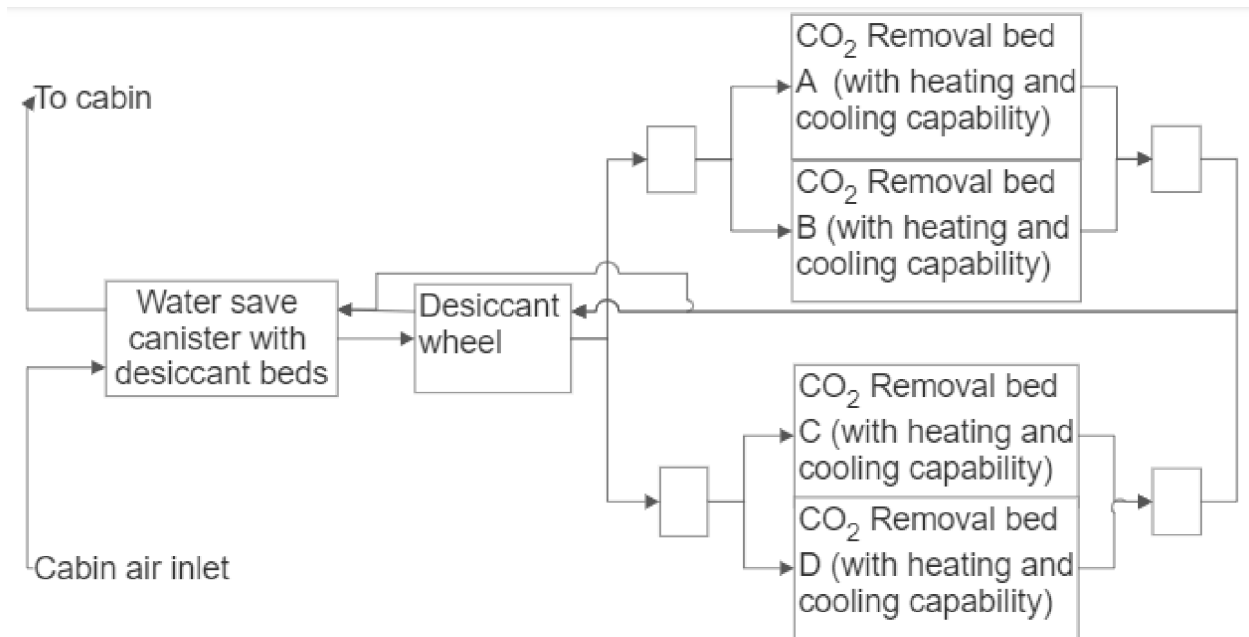 CO₂ Removal bed
A (with heating and
cooling capability)
To cabin
CO₂ Removal bed
B (with heating and
cooling capability)
Water save
canister with
desiccant beds
Desiccant
wheel
CO₂ Removal bed
C (with heating and
cooling capability)
CO₂ Removal bed
D (with heating and
cooling capability)
Cabin air inlet